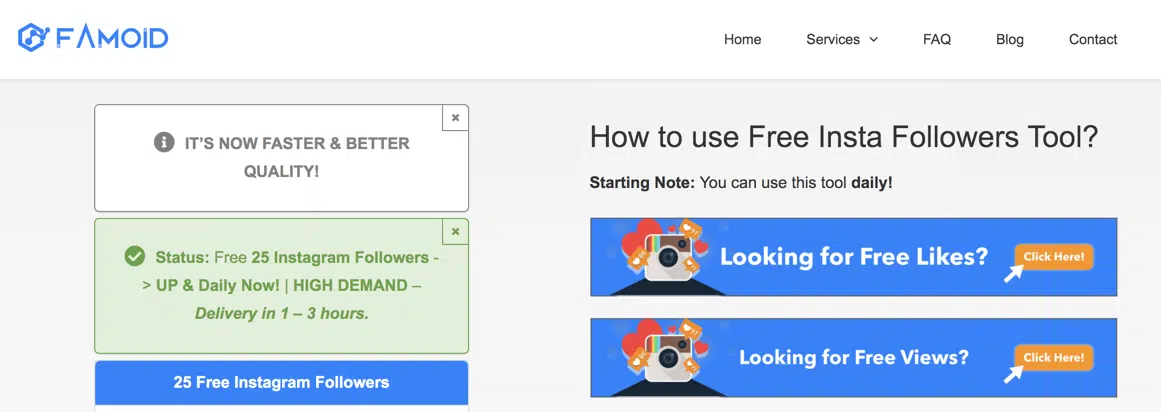 FAMOID
Home Services FAQ Blog Contact
IT'S NOW FASTER & BETTER
QUALITY!
Status: Free 25 Instagram Followers -
> UP & Daily Now! | HIGH DEMAND –
Delivery in 1 – 3 hours.
25 Free Instagram Followers
How to use Free Insta Followers Tool?
Starting Note: You can use this tool daily!
Looking for Free Likes? Click Here!
Looking for Free Views? Click Here!